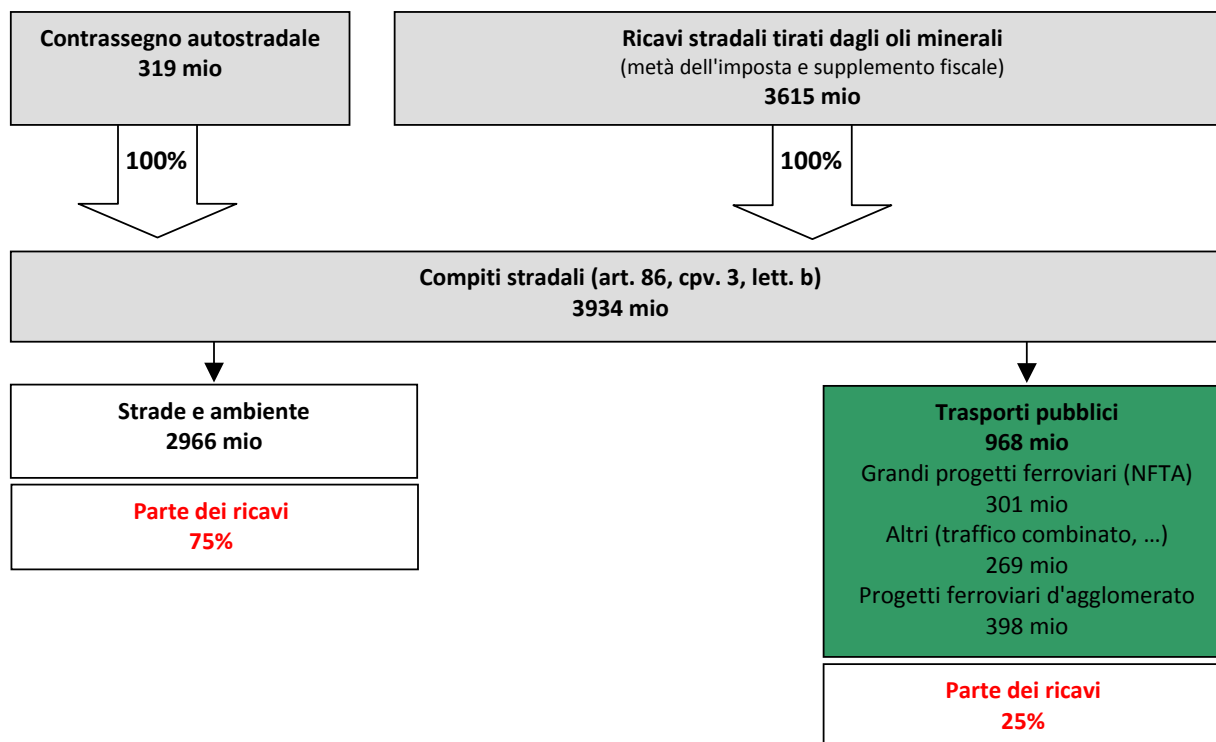 Contrassegno autostradale
319 mio
Ricavi stradali tirati dagli oli minerali
(metà dell'imposta e supplemento fiscale)
3615 mio
100%
100%
Compiti stradali (art. 86, cpv. 3, lett. b)
3934 mio
Strade e ambiente
2966 mio
Parte dei ricavi
75%
Trasporti pubblici
968 mio
Grandi progetti ferroviari (NFTA)
301 mio
Altri (traffico combinato, ...)
269 mio
Progetti ferroviari d'agglomerato
398 mio
Parte dei ricavi
25%